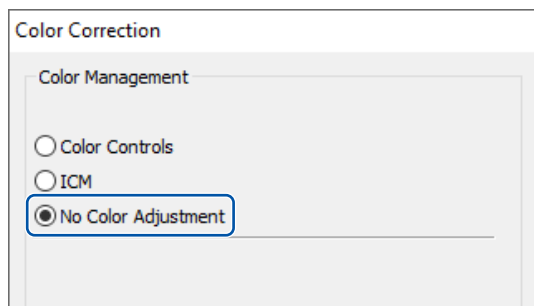 Color Correction
Color Management
Color Controls
ICM
No Color Adjustment